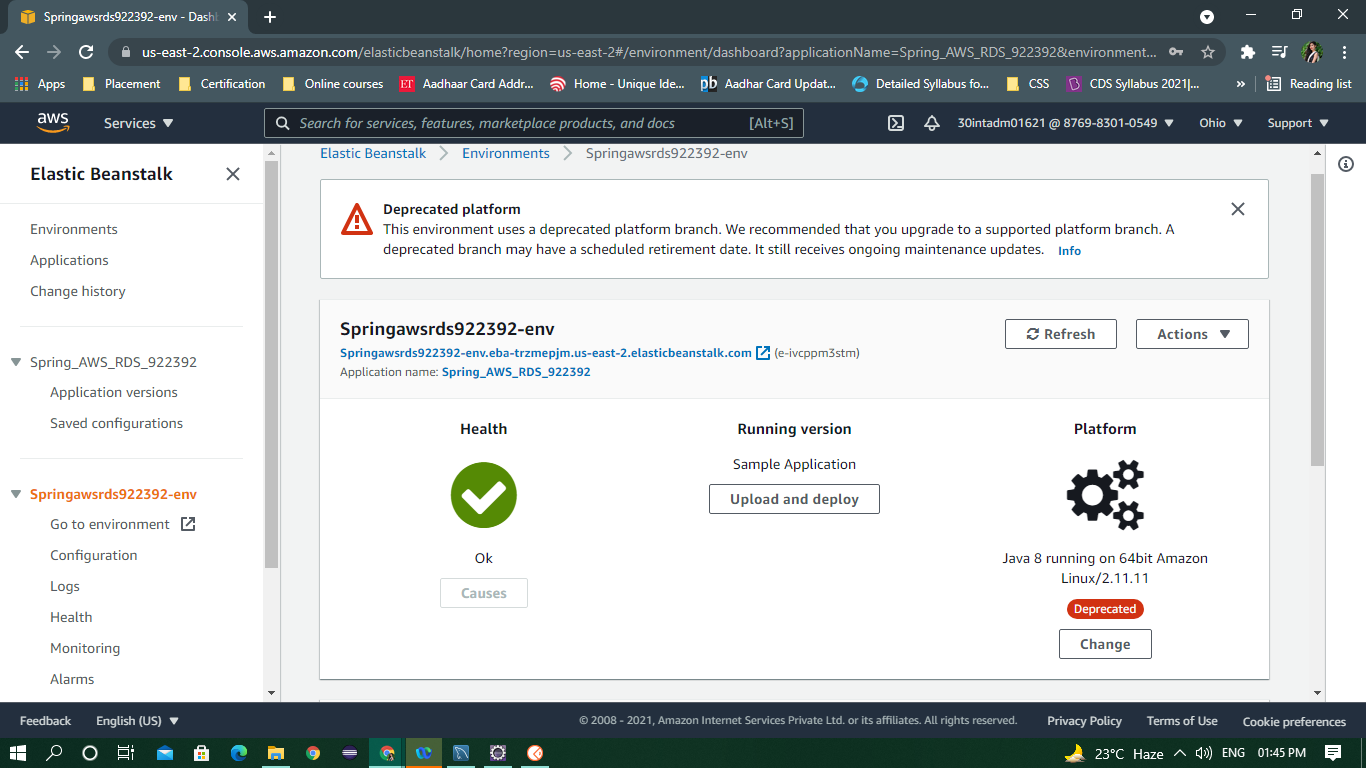 Springawsrds922392-env - Dashb
us-east-2.console.aws.amazon.com/elasticbeanstalk/home?region=us-east-2#/environment/dashboard?applicationName=Spring_AWS_RDS_922392&environment...
Apps
Placement
Certification
Online courses
ET
Aadhaar Card Addr...
Home - Unique Ide...
pb
Aadhar Card Updat...
Detailed Syllabus fo...
CSS
CDS Syllabus 2021|...
»
Reading list
aws
Services
Search for services, features, marketplace products, and docs
[Alt+S]
30intadm01621 @ 8769-8301-0549
Ohio
Support
Elastic Beanstalk
Environments
Applications
Change history
Spring_AWS_RDS_922392
Application versions
Saved configurations
Springawsrds922392-env
Go to environment
Configuration
Logs
Health
Monitoring
Alarms
Elastic Beanstalk
Environments
Springawsrds922392-env
Deprecated platform
This environment uses a deprecated platform branch. We recommended that you upgrade to a supported platform branch. A
deprecated branch may have a scheduled retirement date. It still receives ongoing maintenance updates. Info
Springawsrds922392-env
Springawsrds922392-env.eba-trzmepjm.us-east-2.elasticbeanstalk.com (e-ivcppm3stm)
Application name: Spring_AWS_RDS_922392
Refresh
Actions
Health
Ok
Causes
Running version
Sample Application
Upload and deploy
Platform
Java 8 running on 64bit Amazon
Linux/2.11.11
Deprecated
Change
Feedback
English (US)
© 2008 - 2021, Amazon Internet Services Private Ltd. or its affiliates. All rights reserved.
Privacy Policy
Terms of Use
Cookie preferences
23°C Haze
ENG
01:45 PM